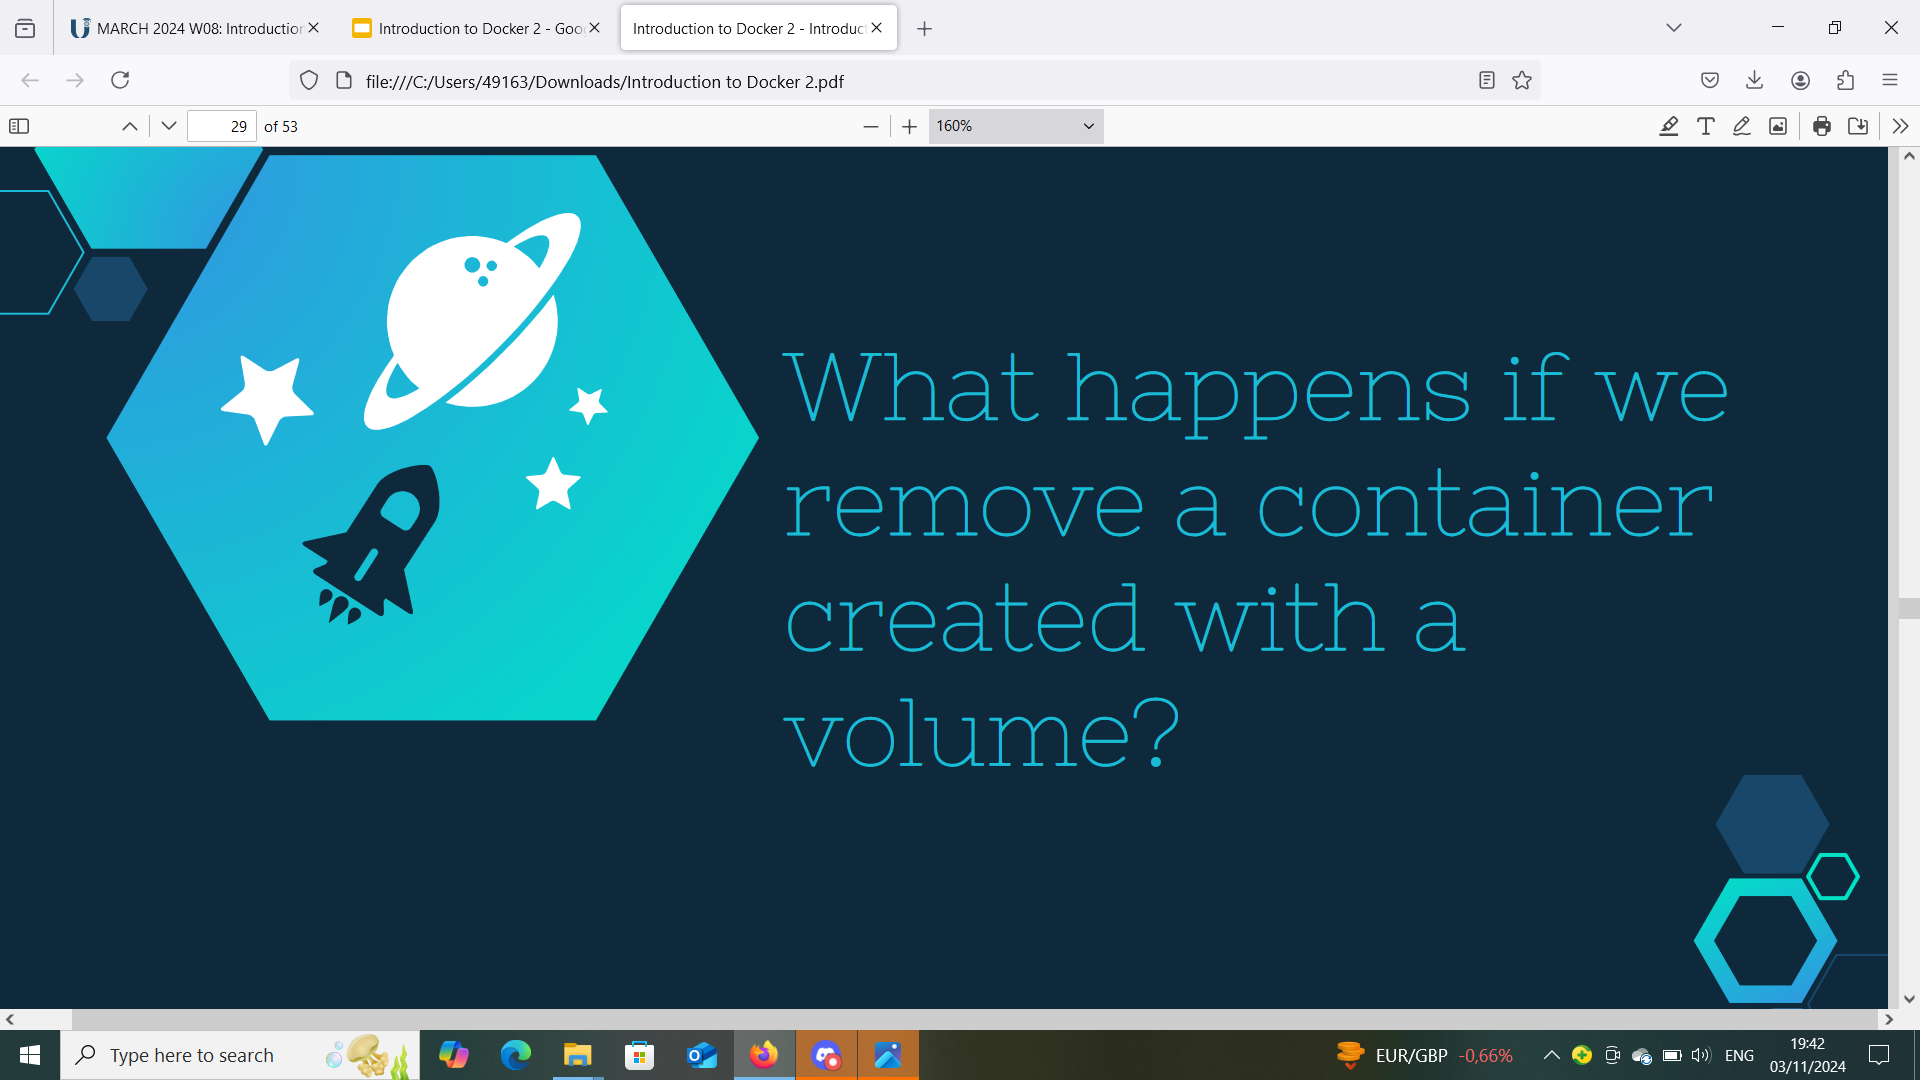 MARCH 2024 W08: Introduction
Introduction to Docker 2 - Goo
Introduction to Docker 2 - Introduc
file:///C:/Users/49163/Downloads/Introduction to Docker 2.pdf
29 of 53
160%
What happens if we
remove a container
created with a
volume?
Type here to search
EUR/GBP -0,66%
ENG
19:42
03/11/2024